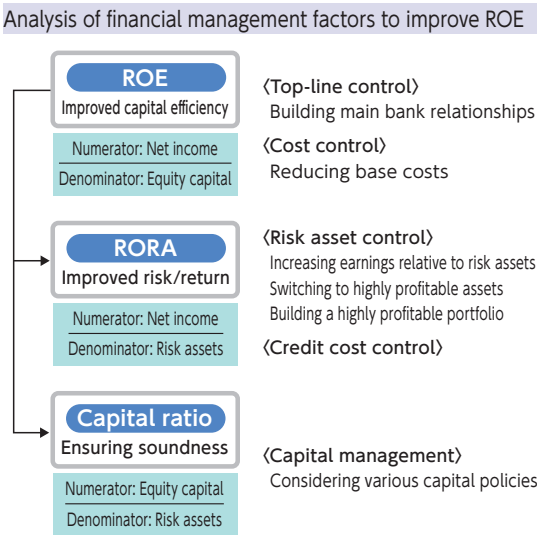 Analysis of financial management factors to improve ROE
ROE
Improved capital efficiency
Numerator: Net income
Denominator: Equity capital
〈Top-line control〉
Building main bank relationships
〈Cost control〉
Reducing base costs
RORA
Improved risk/return
Numerator: Net income
Denominator: Risk assets
〈Risk asset control〉
Increasing earnings relative to risk assets
Switching to highly profitable assets
Building a highly profitable portfolio
〈Credit cost control〉
Capital ratio
Ensuring soundness
Numerator: Equity capital
Denominator: Risk assets
〈Capital management〉
Considering various capital policies